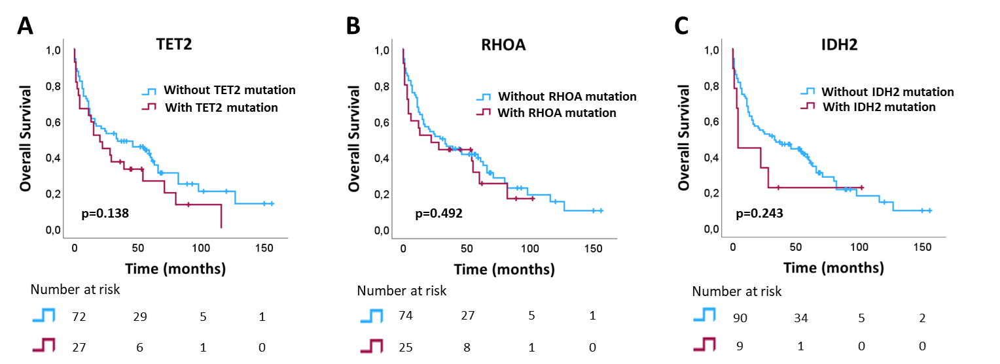 A
TET2
1,0
0,8
0,6
0,4
0,2
0,0
Overall Survival
Without TET2 mutation
With TET2 mutation
p=0.138
0 50 100 150
Time (months)
Number at risk
72 29 5 1
27 6 1 0
B
RHOA
1,0
0,8
0,6
0,4
0,2
0,0
Overall Survival
Without RHOA mutation
With RHOA mutation
p=0.492
0 50 100 150
Time (months)
Number at risk
74 27 5 1
25 8 1 0
C
IDH2
1,0
0,8
0,6
0,4
0,2
0,0
Overall Survival
Without IDH2 mutation
With IDH2 mutation
p=0.243
0 50 100 150
Time (months)
Number at risk
90 34 5 2
9 1 0 0